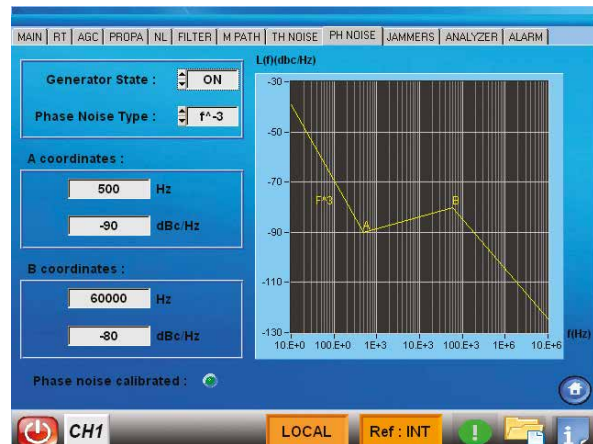 MAIN RT AGC PROPA NL FILTER M PATH TH NOISE PH NOISE JAMMERS ANALYZER ALARM
Generator State : ON
Phase Noise Type : f^-3
A coordinates :
500 Hz
-90 dBc/Hz
B coordinates :
60000 Hz
-80 dBc/Hz
Phase noise calibrated :
L(f)(dbc/Hz)
-30
-50
-70
-90
-110
-130
F^3
A
B
10.E+0 100.E+0 1E+3 10.E+3 100.E+3 1E+6 10.E+6
f(Hz)
CH1 LOCAL Ref : INT ! i